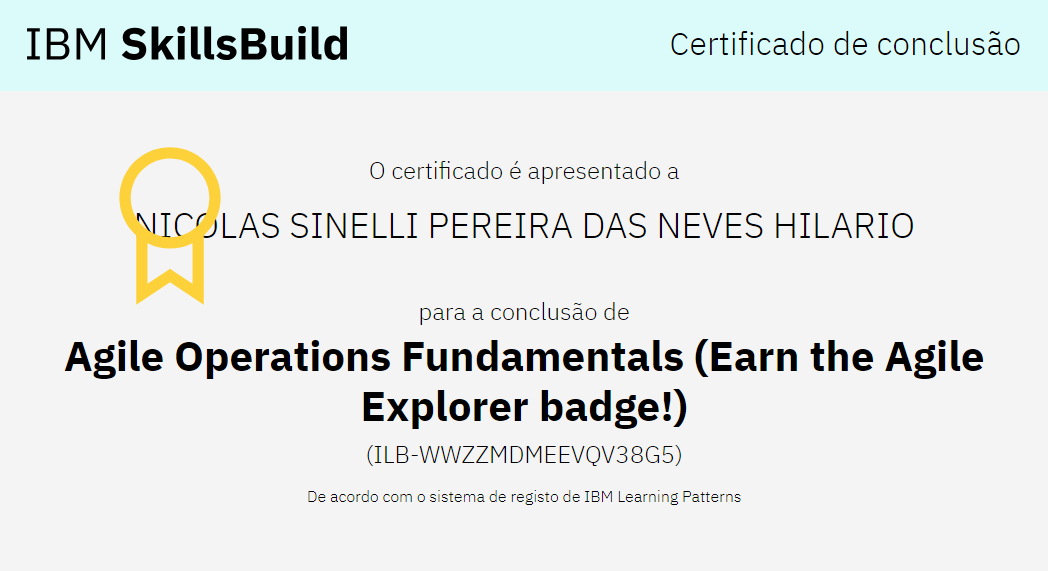 IBM SkillsBuild
Certificado de conclusão
O certificado é apresentado a
NICOLAS SINELLI PEREIRA DAS NEVES HILARIO
para a conclusão de
Agile Operations Fundamentals (Earn the Agile
Explorer badge!)
(ILB-WWZZMDMEEVQV38G5)
De acordo com o sistema de registo de IBM Learning Patterns